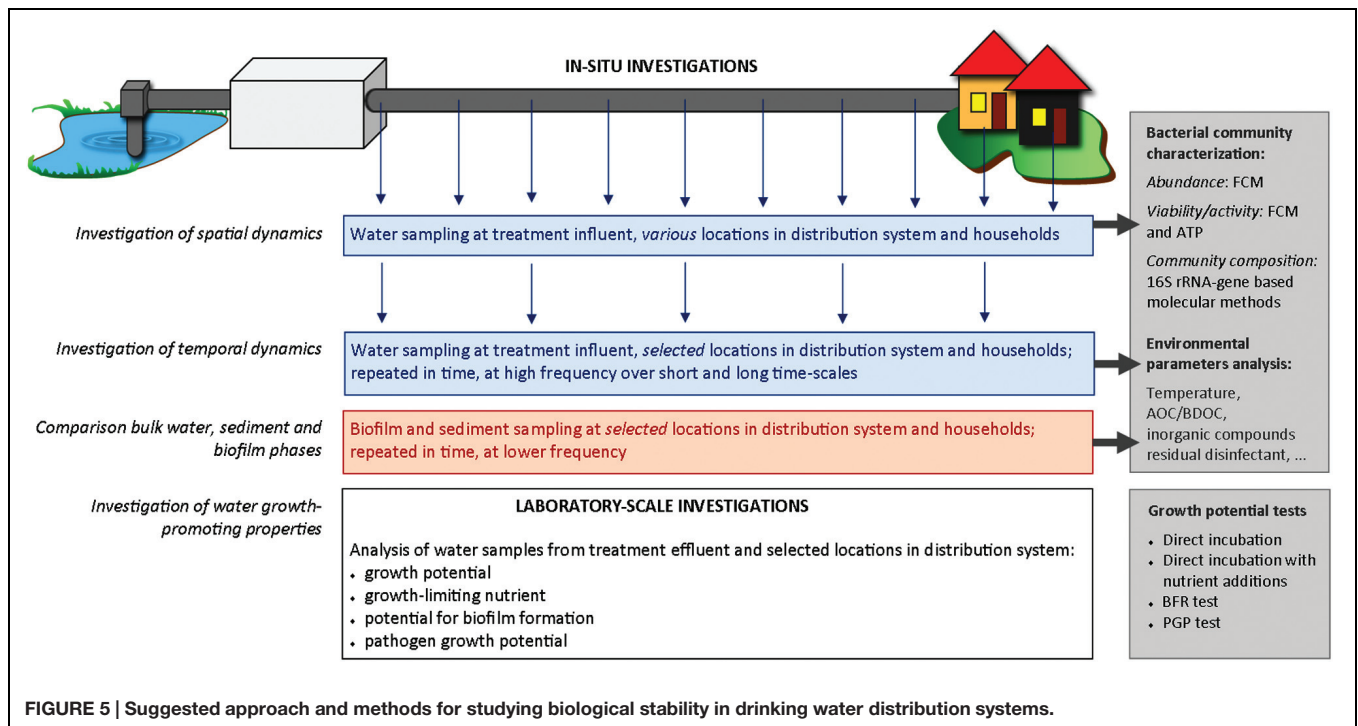 IN-SITU INVESTIGATIONS
Investigation of spatial dynamics
Water sampling at treatment influent, various locations in distribution system and households
Investigation of temporal dynamics
Water sampling at treatment influent, selected locations in distribution system and households;
repeated in time, at high frequency over short and long time-scales
Comparison bulk water, sediment and
biofilm phases
Biofilm and sediment sampling at selected locations in distribution system and households;
repeated in time, at lower frequency
Bacterial community
characterization:
Abundance: FCM
Viability/activity: FCM
and ATP
Community composition:
16S rRNA-gene based
molecular methods
Environmental
parameters analysis:
Temperature,
AOC/BDOC,
inorganic compounds
residual disinfectant, ...
Investigation of water growth-
promoting properties
LABORATORY-SCALE INVESTIGATIONS
Analysis of water samples from treatment effluent and selected locations in distribution system:
• growth potential
• growth-limiting nutrient
• potential for biofilm formation
• pathogen growth potential
Growth potential tests
• Direct incubation
• Direct incubation with
nutrient additions
• BFR test
• PGP test
FIGURE 5 | Suggested approach and methods for studying biological stability in drinking water distribution systems.